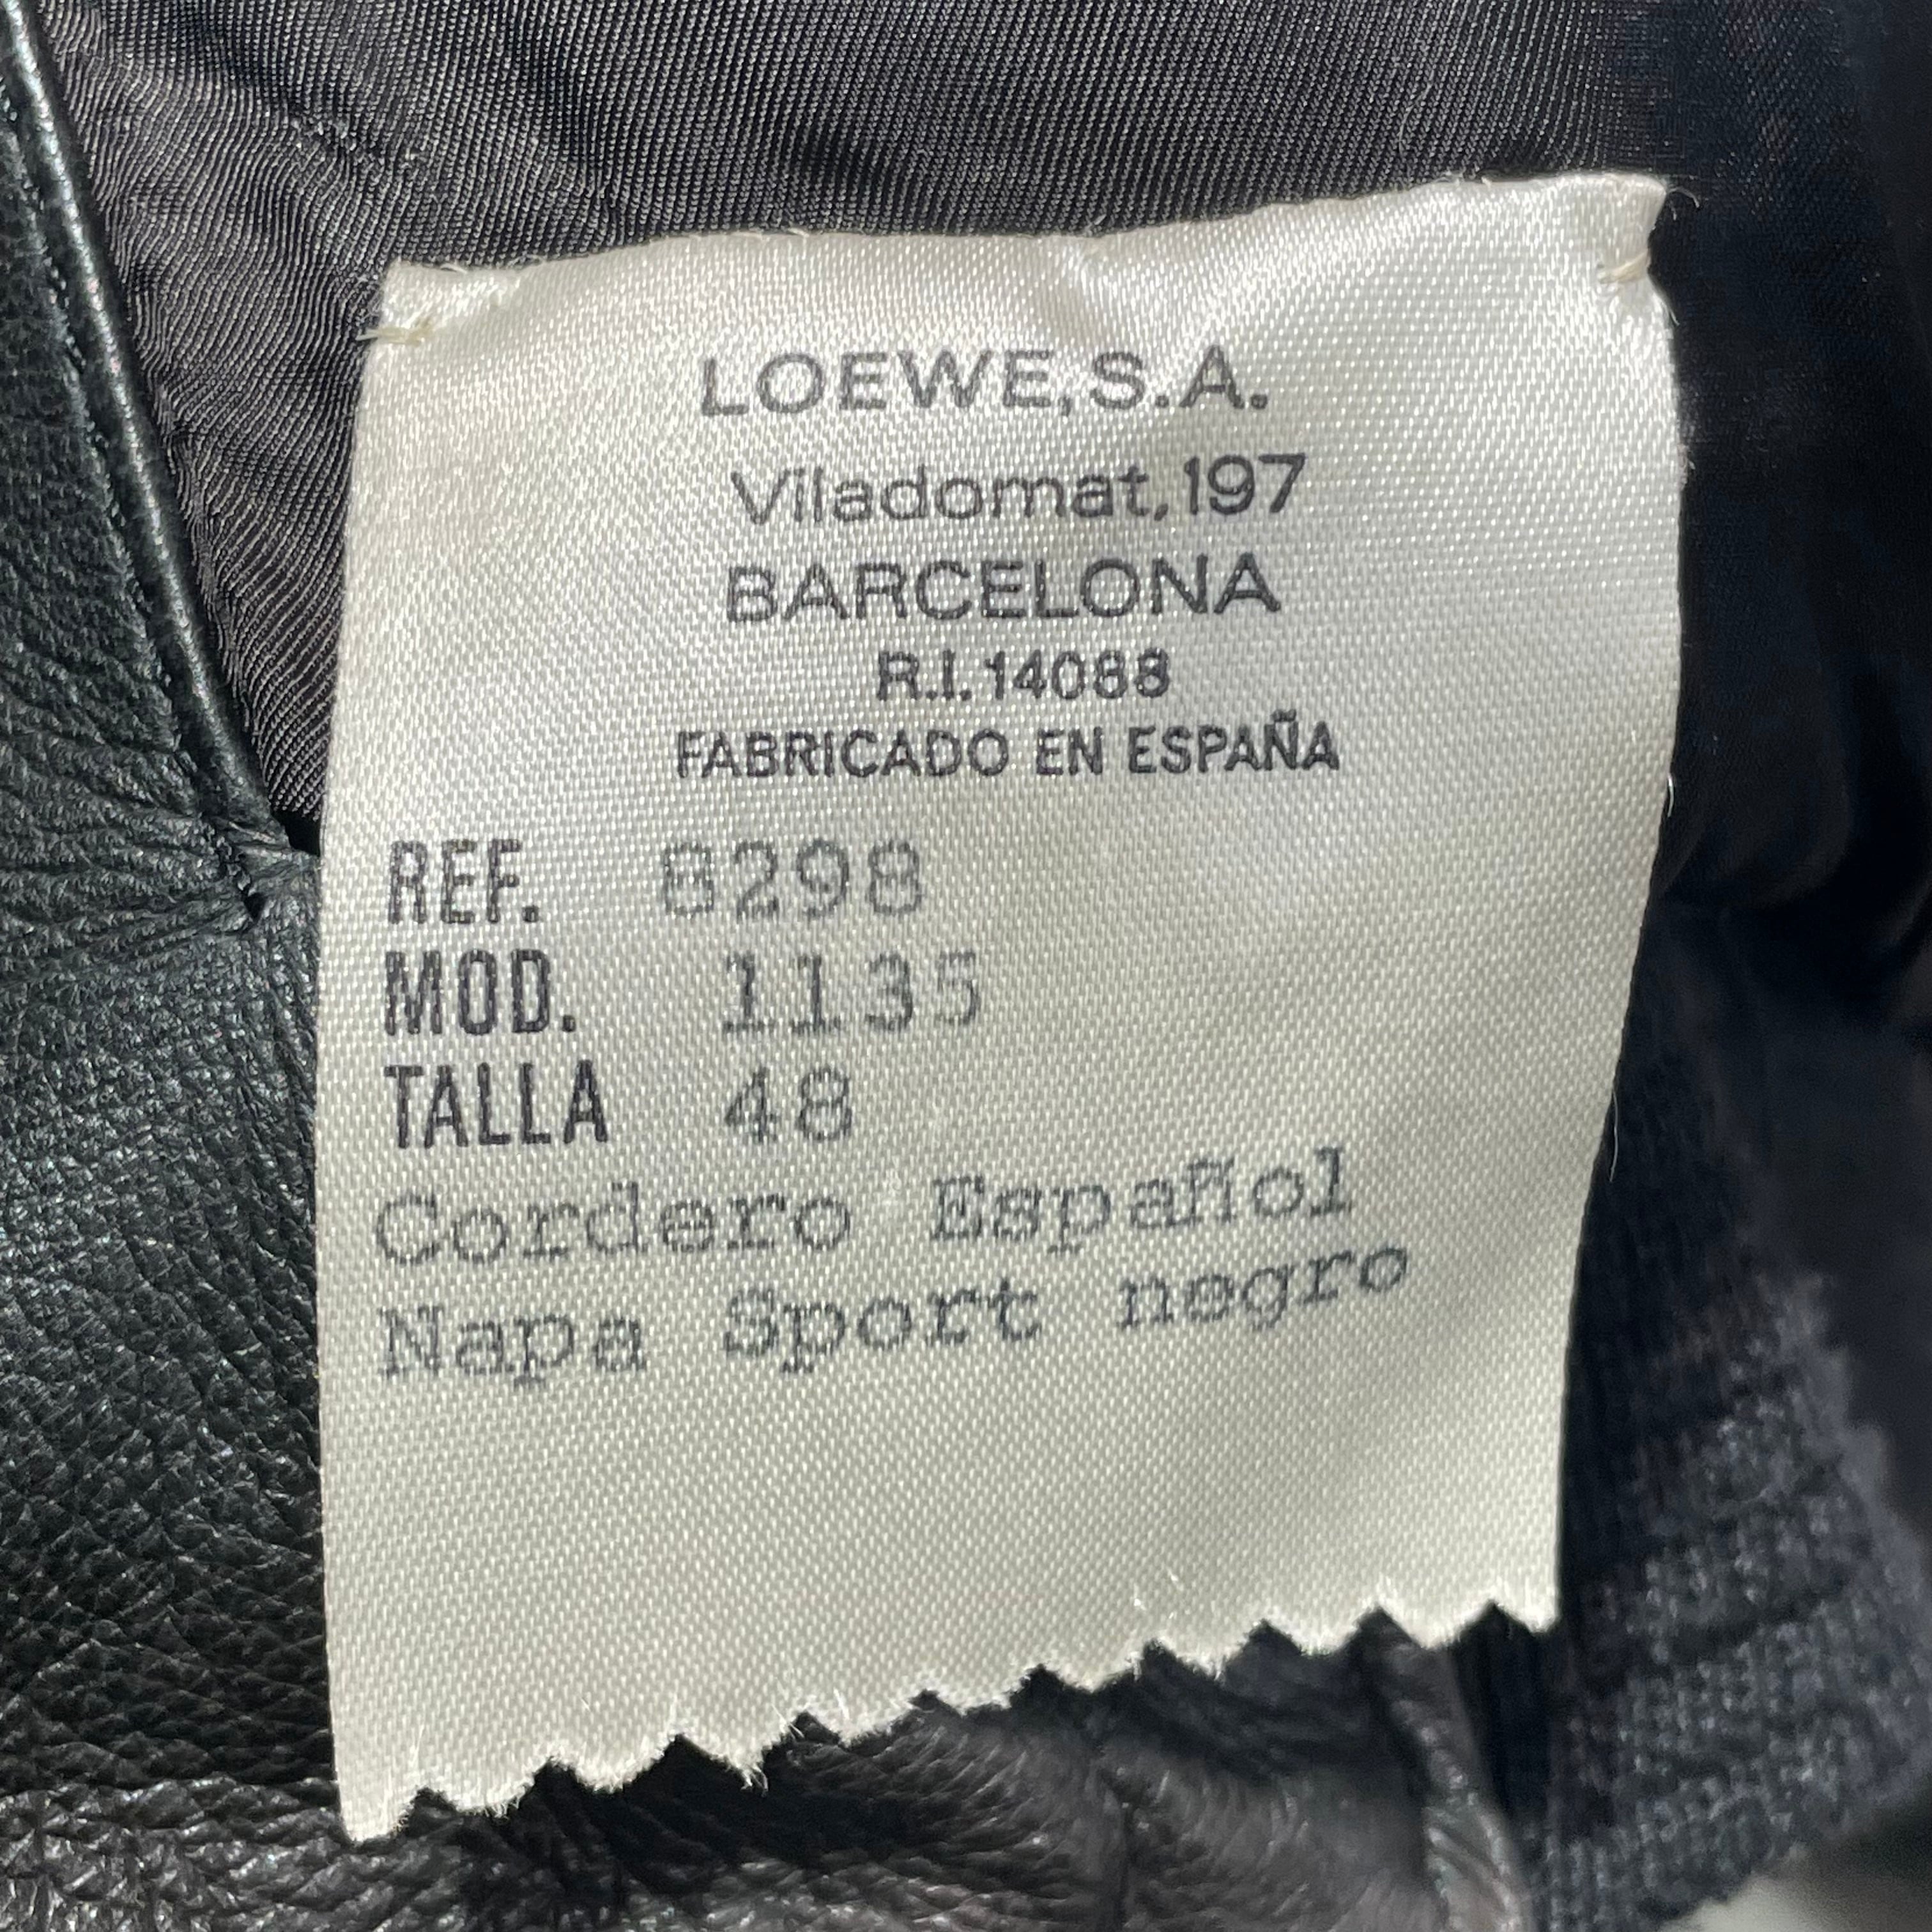 LOEWE, S.A.
Viladomat, 197
BARCELONA
R.I. 14088
FABRICADO EN ESPAÑA
REF. 8298
MOD. 1135
TALLA 48
Cordero Español
Napa Sport negro